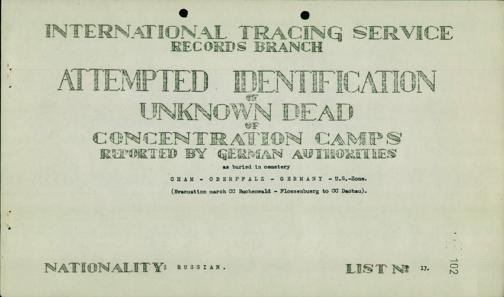 INTERNATIONAL TRACING SERVICE
RECORDS BRANCH
ATTEMPTED IDENTIFICATION
OF
UNKNOWN DEAD
OF
CONCENTRATION CAMPS
REPORTED BY GERMAN AUTHORITIES
as buried in cemetery
CHAM - OBERPFALZ - GERMANY - U.S.-Zone.
(Evacuation march CC Buchenwald - Flossenbuerg to CC Dachau).
NATIONALITY: RUSSIAN.
LIST No 17.
102